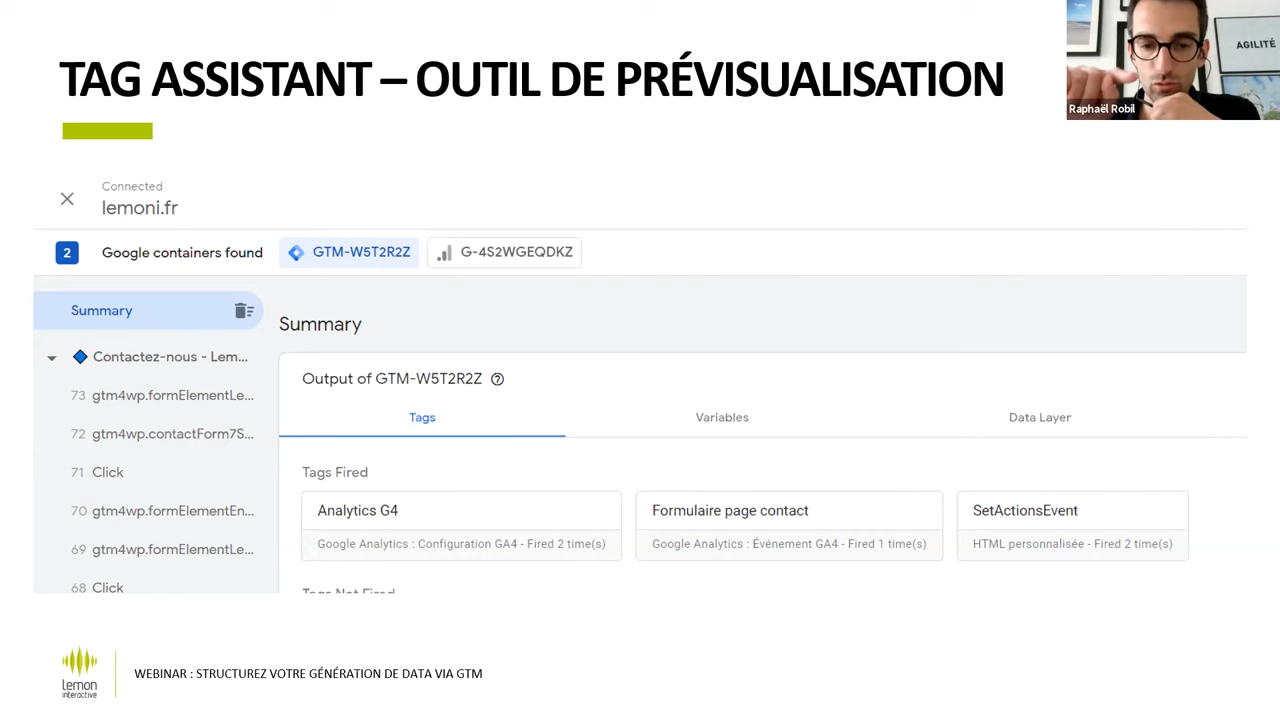 TAG ASSISTANT – OUTIL DE PRÉVISUALISATION
AGILITÉ
Raphaël Robil
Connected
lemoni.fr
2 Google containers found GTM-W5T2R2Z G-4S2WGEQDKZ
Summary
Summary
Contactez-nous - Lem...
73 gtm4wp.formElementLe...
72 gtm4wp.contactForm7S...
71 Click
70 gtm4wp.formElementEn...
69 gtm4wp.formElementLe...
68 Click
Output of GTM-W5T2R2Z
Tags Variables Data Layer
Tags Fired
Analytics G4
Google Analytics : Configuration GA4 - Fired 2 time(s)
Formulaire page contact
Google Analytics : Événement GA4 - Fired 1 time(s)
SetActionsEvent
HTML personnalisée - Fired 2 time(s)
Tags Not Fired
lemon
interactive
WEBINAR : STRUCTUREZ VOTRE GÉNÉRATION DE DATA VIA GTM